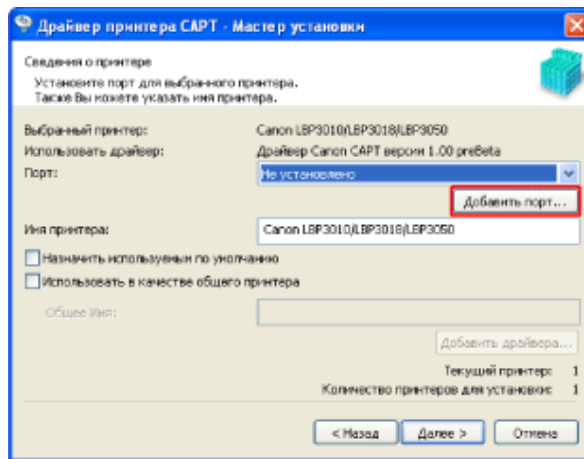 Драйвер принтера CAPT - Мастер установки
Сведения о принтере
Установите порт для выбранного принтера.
Также Вы можете указать имя принтера.
Выбранный принтер: Canon LBP3010/LBP3018/LBP3050
Использовать драйвер: Драйвер Canon CAPT версии 1.00 preBeta
Порт: Не установлено
Добавить порт...
Имя принтера: Canon LBP3010/LBP3018/LBP3050
Назначить используемым по умолчанию
Использовать в качестве общего принтера
Общее Имя:
Добавить драйвера...
Текущий принтер: 1
Количество принтеров для установки: 1
< Назад Далее > Отмена